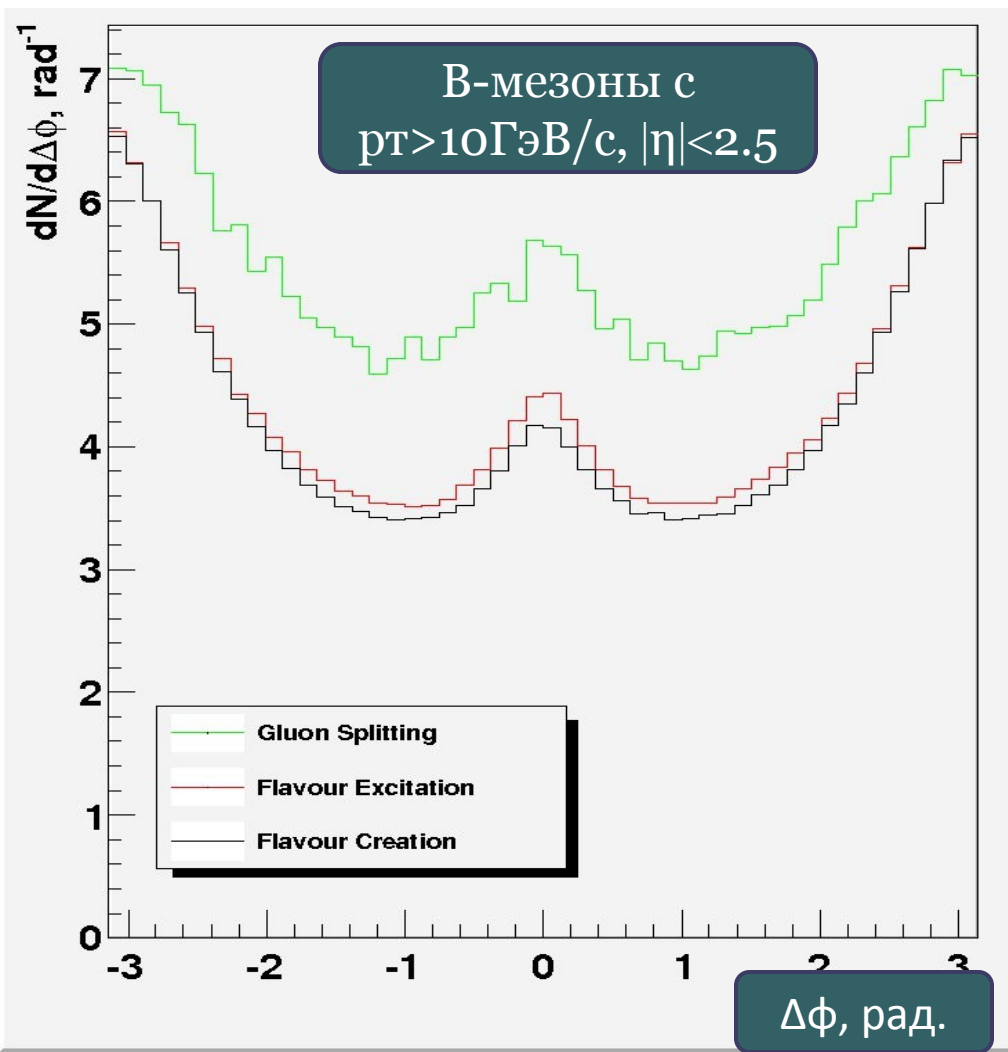 dN/dΔϕ, rad⁻¹
В-мезоны с
рт>10ГэВ/с, |η|<2.5
7
6
5
4
3
2
1
0
Gluon Splitting
Flavour Excitation
Flavour Creation
-3 -2 -1 0 1 2 3
Δϕ, рад.